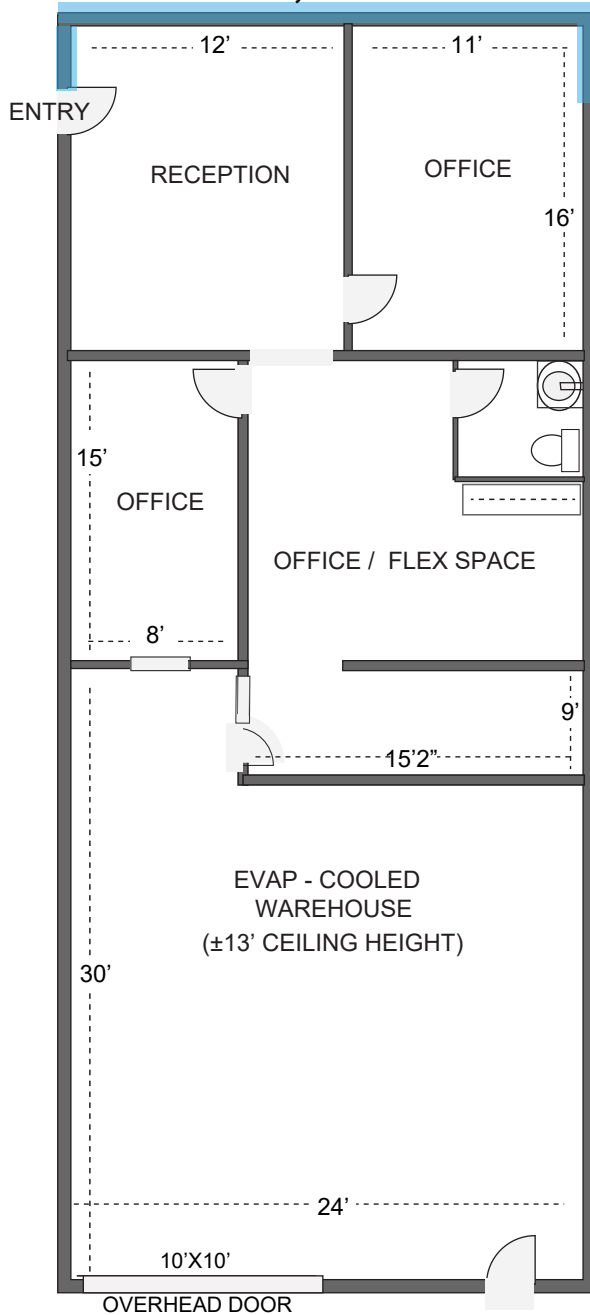 12’
11’
ENTRY
RECEPTION
OFFICE
16’
15’
OFFICE
OFFICE / FLEX SPACE
8’
9’
15’2”
EVAP - COOLED
WAREHOUSE
(±13’ CEILING HEIGHT)
30’
24’
10’X10’
OVERHEAD DOOR